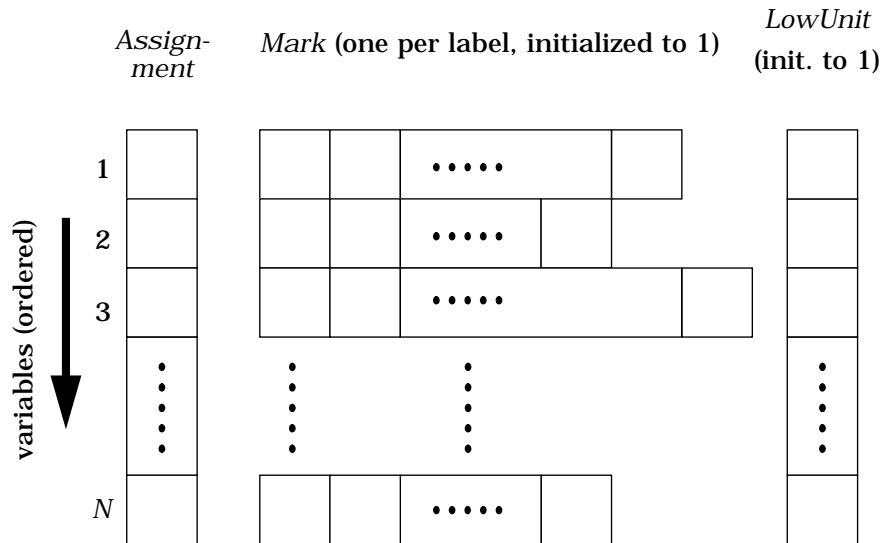 Assign-
ment
Mark (one per label, initialized to 1)
LowUnit
(init. to 1)
variables (ordered)
1
2
3
N